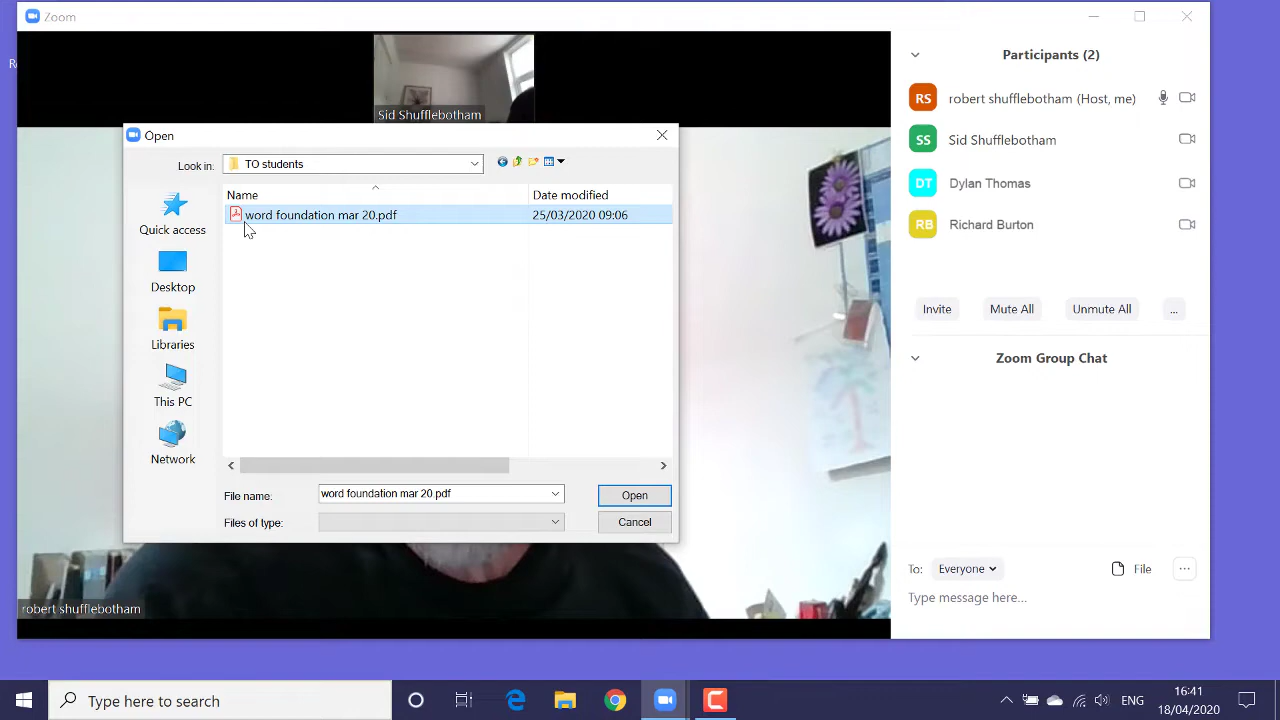 Zoom
R
Sid Shufflebotham
Open
Look in:
TO students
Name
Date modified
word foundation mar 20.pdf
25/03/2020 09:06
Quick access
Desktop
Libraries
This PC
Network
File name:
word foundation mar 20 pdf
Open
Files of type:
Cancel
robert shufflebotham
Participants (2)
RS
robert shufflebotham (Host, me)
SS
Sid Shufflebotham
DT
Dylan Thomas
RB
Richard Burton
Invite
Mute All
Unmute All
...
Zoom Group Chat
To:
Everyone
File
...
Type message here...
Type here to search
ENG
16:41
18/04/2020